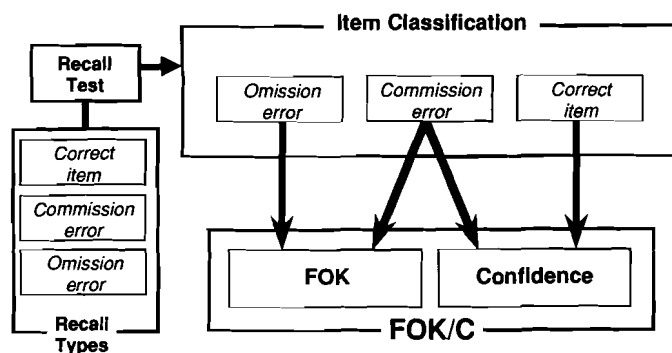 Item Classification
Recall
Test
Omission
error
Commission
error
Correct
item
Correct
item
Commission
error
Omission
error
Recall
Types
FOK
Confidence
FOK/C